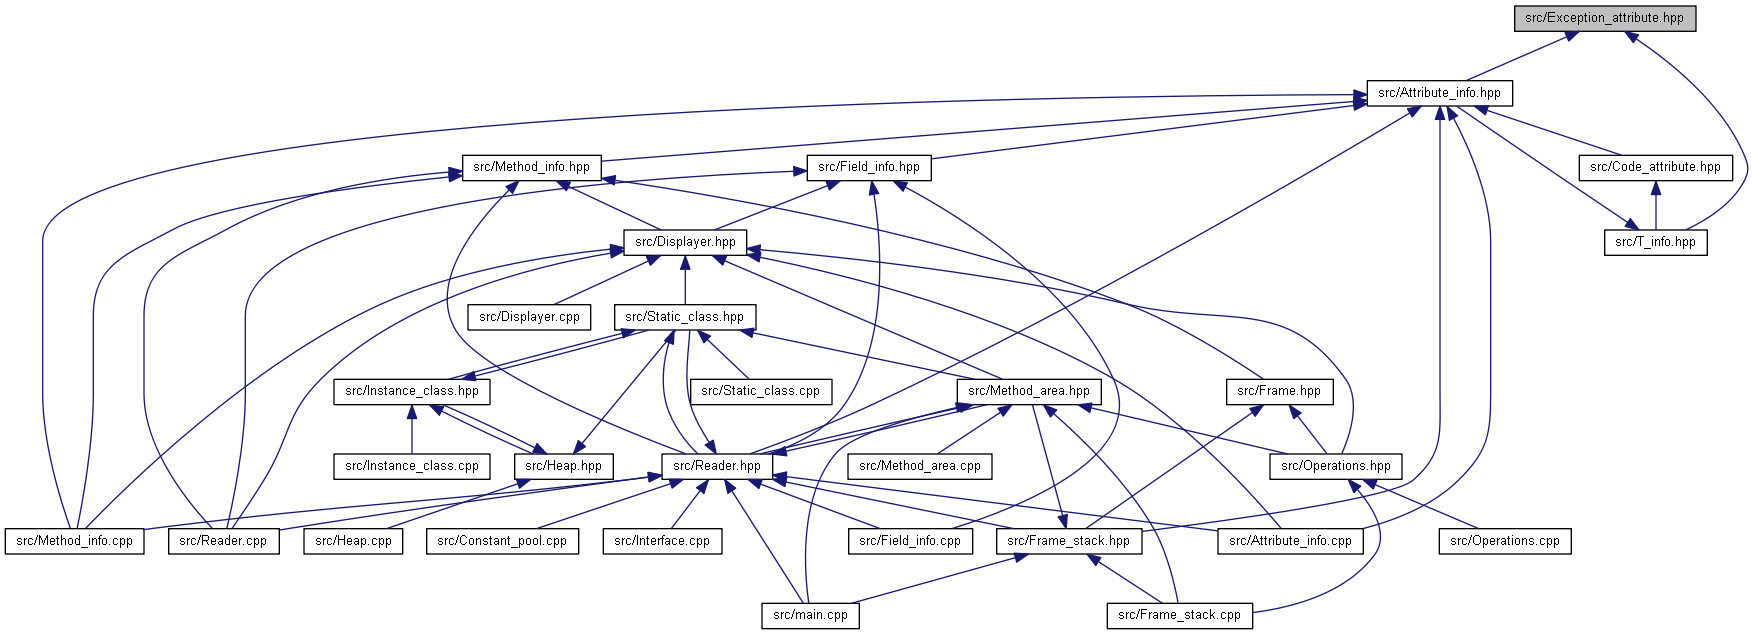 src/Exception_attribute.hpp
src/Attribute_info.hpp
src/Method_info.hpp
src/Field_info.hpp
src/Code_attribute.hpp
src/Displayer.hpp
src/T_info.hpp
src/Displayer.cpp
src/Static_class.hpp
src/Instance_class.hpp
src/Static_class.cpp
src/Method_area.hpp
src/Frame.hpp
src/Instance_class.cpp
src/Heap.hpp
src/Reader.hpp
src/Method_area.cpp
src/Operations.hpp
src/Method_info.cpp
src/Reader.cpp
src/Heap.cpp
src/Constant_pool.cpp
src/Interface.cpp
src/Field_info.cpp
src/Frame_stack.hpp
src/Attribute_info.cpp
src/Operations.cpp
src/main.cpp
src/Frame_stack.cpp